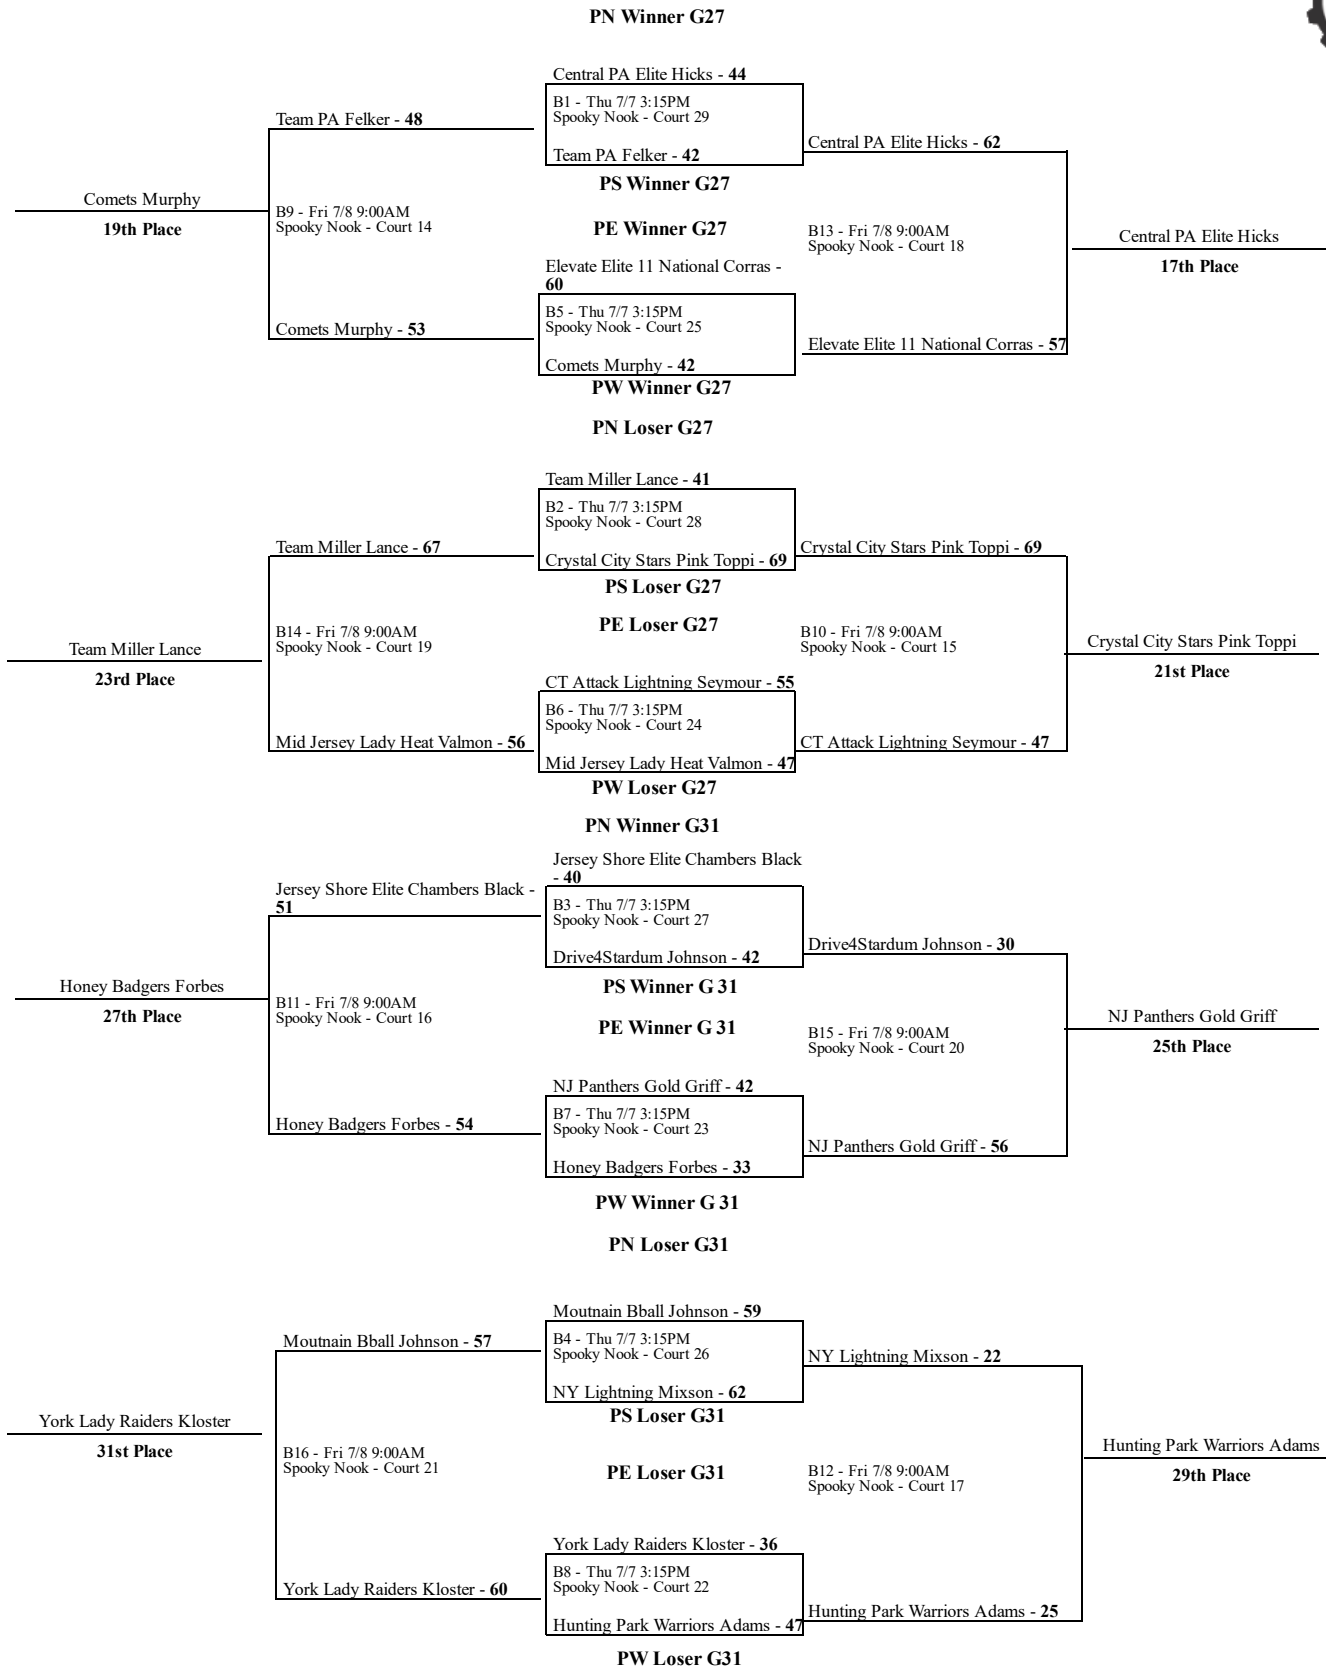 PN Winner G27
Central PA Elite Hicks - 44
B1 - Thu 7/7 3:15PM
Spooky Nook - Court 29
Team PA Felker - 48
Central PA Elite Hicks - 62
Team PA Felker - 42
PS Winner G27
Comets Murphy
19th Place
B9 - Fri 7/8 9:00AM
Spooky Nook - Court 14
PE Winner G27
B13 - Fri 7/8 9:00AM
Spooky Nook - Court 18
Central PA Elite Hicks
17th Place
Elevate Elite 11 National Corras -
60
B5 - Thu 7/7 3:15PM
Spooky Nook - Court 25
Comets Murphy - 53
Elevate Elite 11 National Corras - 57
Comets Murphy - 42
PW Winner G27
PN Loser G27
Team Miller Lance - 41
B2 - Thu 7/7 3:15PM
Spooky Nook - Court 28
Team Miller Lance - 67
Crystal City Stars Pink Toppi - 69
Crystal City Stars Pink Toppi - 69
PS Loser G27
PE Loser G27
B14 - Fri 7/8 9:00AM
Spooky Nook - Court 19
B10 - Fri 7/8 9:00AM
Spooky Nook - Court 15
Team Miller Lance
23rd Place
Crystal City Stars Pink Toppi
21st Place
CT Attack Lightning Seymour - 55
B6 - Thu 7/7 3:15PM
Spooky Nook - Court 24
Mid Jersey Lady Heat Valmon - 56
CT Attack Lightning Seymour - 47
Mid Jersey Lady Heat Valmon - 47
PW Loser G27
PN Winner G31
Jersey Shore Elite Chambers Black
- 40
Jersey Shore Elite Chambers Black -
51
B3 - Thu 7/7 3:15PM
Spooky Nook - Court 27
Drive4Stardum Johnson - 30
Drive4Stardum Johnson - 42
PS Winner G 31
Honey Badgers Forbes
27th Place
B11 - Fri 7/8 9:00AM
Spooky Nook - Court 16
PE Winner G 31
B15 - Fri 7/8 9:00AM
Spooky Nook - Court 20
NJ Panthers Gold Griff
25th Place
NJ Panthers Gold Griff - 42
B7 - Thu 7/7 3:15PM
Spooky Nook - Court 23
Honey Badgers Forbes - 54
NJ Panthers Gold Griff - 56
Honey Badgers Forbes - 33
PW Winner G 31
PN Loser G31
Moutnain Bball Johnson - 59
B4 - Thu 7/7 3:15PM
Spooky Nook - Court 26
Moutnain Bball Johnson - 57
NY Lightning Mixson - 22
NY Lightning Mixson - 62
PS Loser G31
York Lady Raiders Kloster
31st Place
B16 - Fri 7/8 9:00AM
Spooky Nook - Court 21
PE Loser G31
B12 - Fri 7/8 9:00AM
Spooky Nook - Court 17
Hunting Park Warriors Adams
29th Place
York Lady Raiders Kloster - 36
B8 - Thu 7/7 3:15PM
Spooky Nook - Court 22
York Lady Raiders Kloster - 60
Hunting Park Warriors Adams - 25
Hunting Park Warriors Adams - 47
PW Loser G31